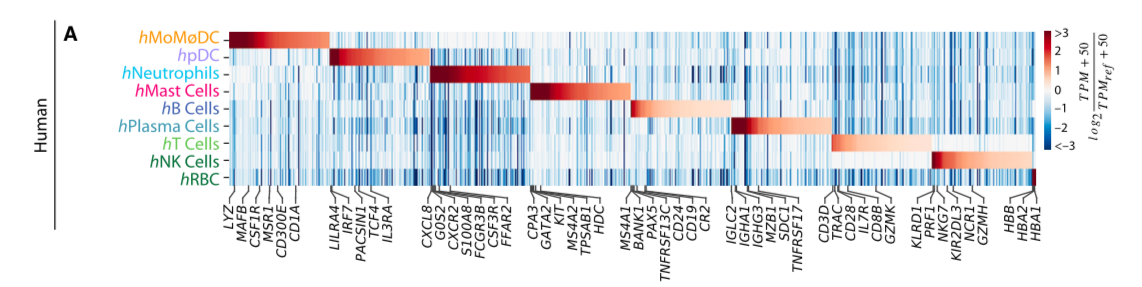 A
Human
hMoMøDC
hpDC
hNeutrophils
hMast Cells
hB Cells
hPlasma Cells
hT Cells
hNK Cells
hRBC
LYZ
MAFB
CSF1R
MSR1
CD300E
CD1A
LILRA4
IRF7
PACSIN1
TCF4
IL3RA
CXCL8
G0S2
CXCR2
S100A8
FCGR3B
CSF3R
FFAR2
CPA3
GATA2
KIT
MS4A2
TPSAB1
HDC
MS4A1
BANK1
PAX5
TNFRSF13C
CD24
CD19
CR2
IGLC2
IGHA1
IGHG3
MZB1
SDC1
TNFRSF17
CD3D
TRAC
CD28
IL7R
CD8B
GZMK
KLRD1
PRF1
NKG7
KIR2DL3
NCR1
GZMH
HBB
HBA2
HBA1
>3
2
1
0
−1
−2
<−3
log2 TPM + 50
TPMref + 50